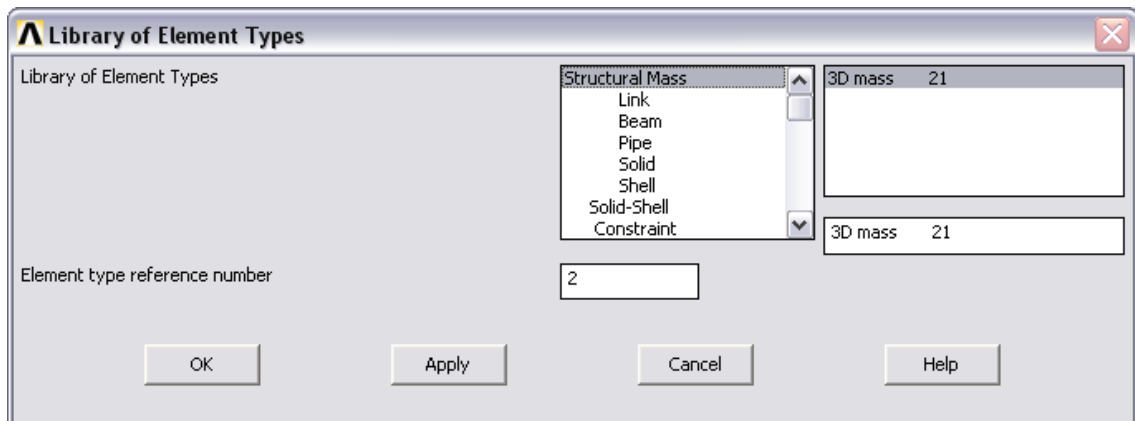 Library of Element Types
Library of Element Types
Structural Mass
Link
Beam
Pipe
Solid
Shell
Solid-Shell
Constraint
3D mass 21
3D mass 21
Element type reference number
2
OK
Apply
Cancel
Help